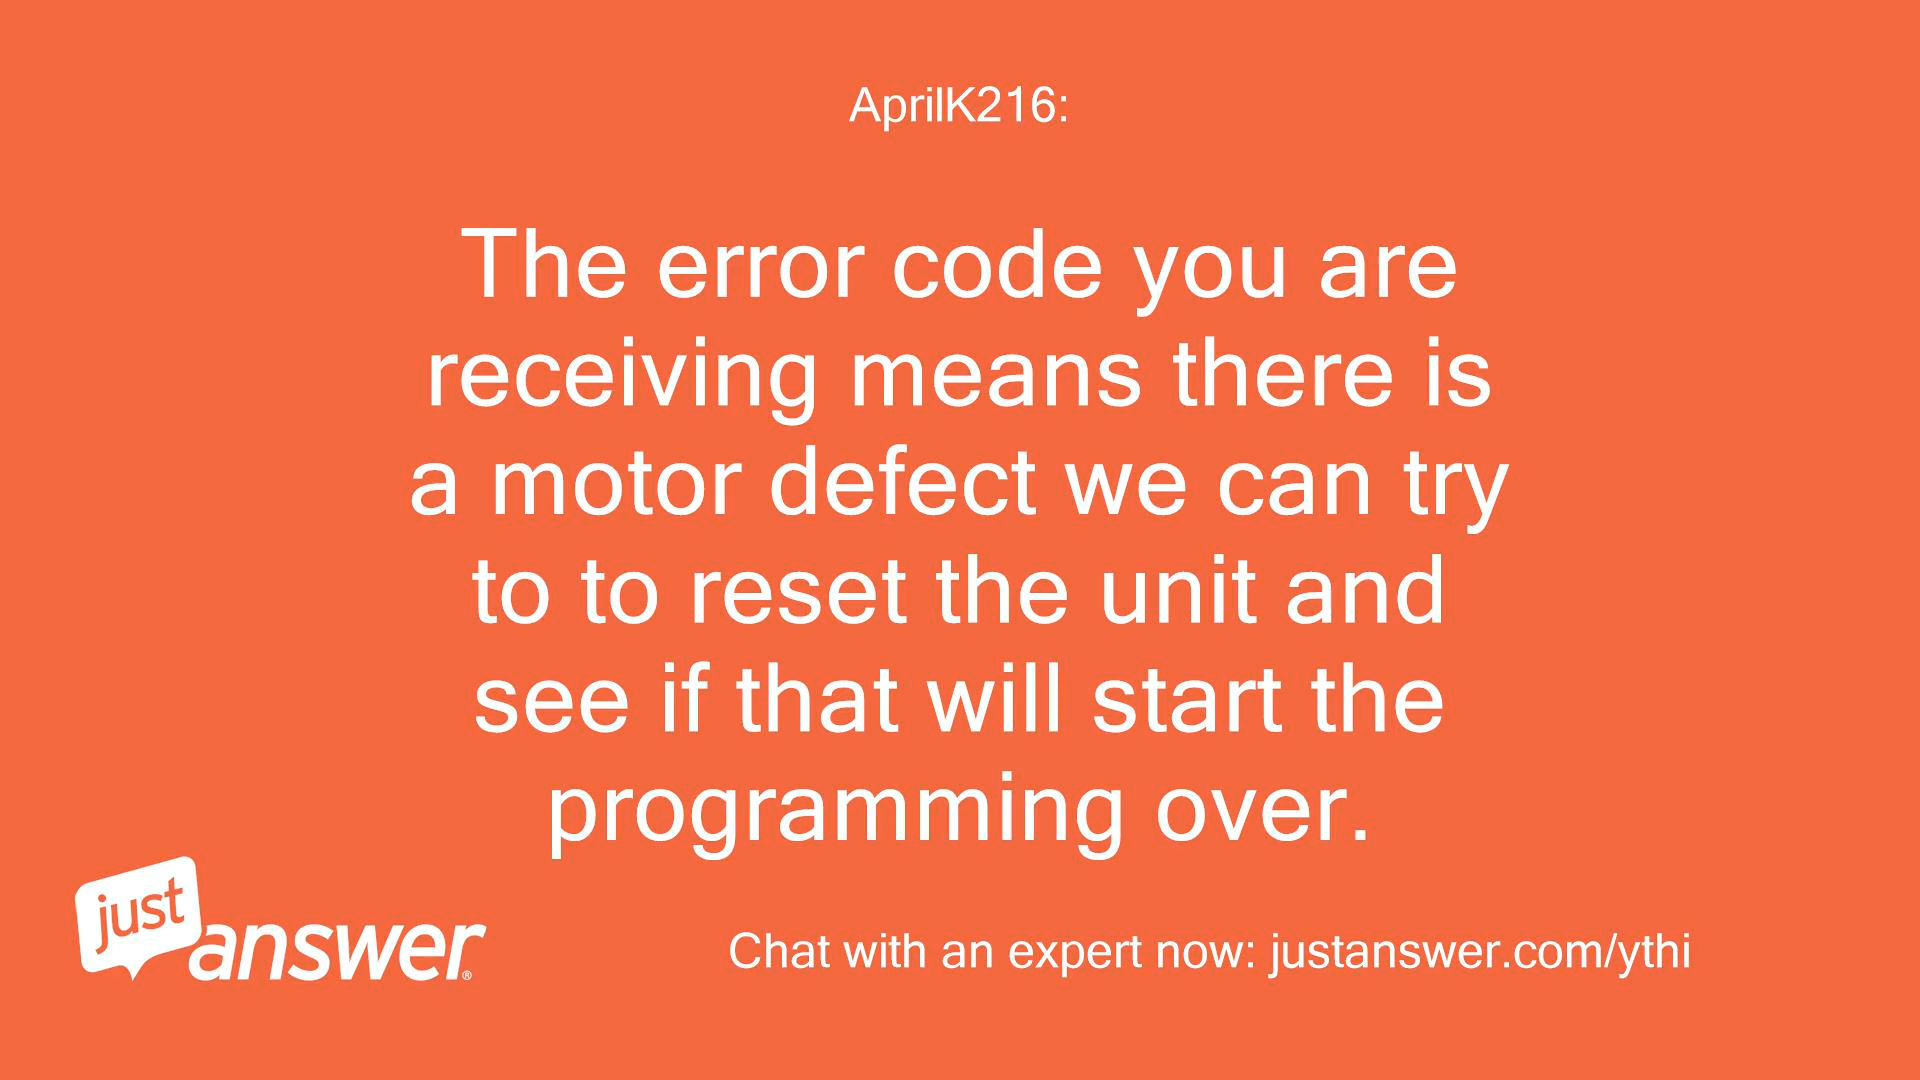 AprilK216:
The error code you are
receiving means there is
a motor defect we can try
to to reset the unit and
see if that will start the
programming over.
just
answer®
Chat with an expert now: justanswer.com/ythi